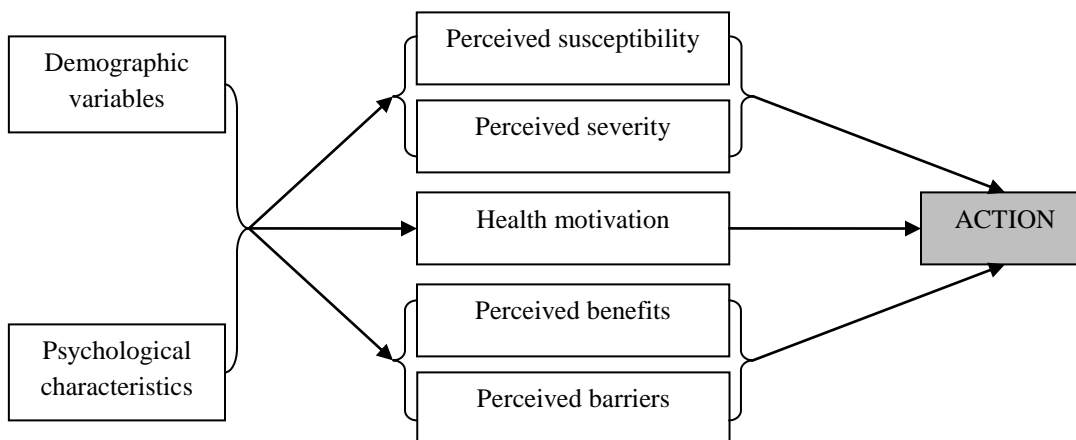 Demographic
variables
Psychological
characteristics
Perceived susceptibility
Perceived severity
Health motivation
Perceived benefits
Perceived barriers
ACTION